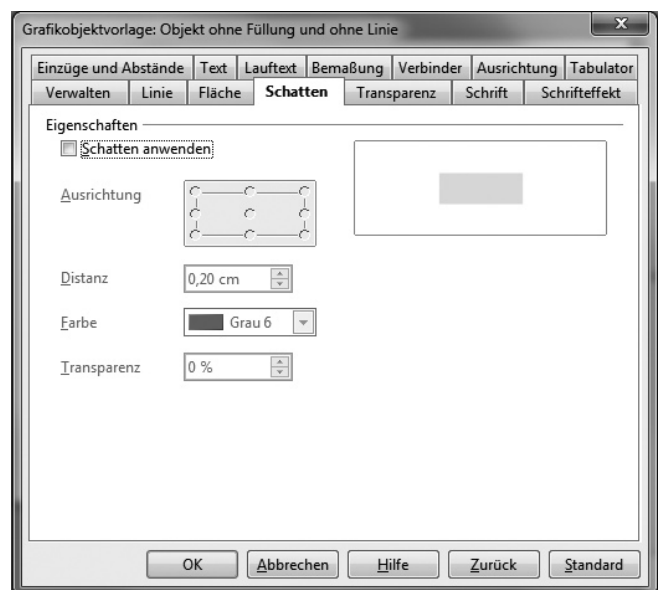 Grafikobjektvorlage: Objekt ohne Füllung und ohne Linie
Einzüge und Abstände Text Lauftext Bemaßung Verbinder Ausrichtung Tabulator
Verwalten Linie Fläche Schatten Transparenz Schrift Schrifteffekt
Eigenschaften
Schatten anwenden
Ausrichtung
Distanz 0,20 cm
Farbe Grau 6
Transparenz 0 %
OK Abbrechen Hilfe Zurück Standard